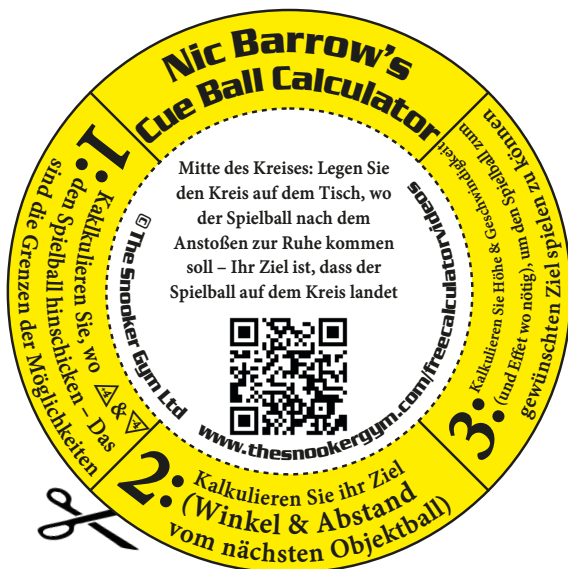 Nic Barrow's
Cue Ball Calculator
Mitte des Kreises: Legen Sie
den Kreis auf dem Tisch, wo
der Spielball nach dem
Anstoßen zur Ruhe kommen
soll – Ihr Ziel ist, dass der
Spielball auf dem Kreis landet
© The Snooker Gym Ltd
www.thesnookergym.com/freecalculatorvideos
1: Kaklkulieren Sie, wo 4 & 4
den Spielball hinschicken – Das
sind die Grenzen der Möglichkeiten
2: Kalkulieren Sie ihr Ziel
(Winkel & Abstand
vom nächsten Objektball)
3: Kalkulieren Sie Höhe & Geschwindigkeit
(und Effet wo nötig), um den Spielball zum
gewünschten Ziel spielen zu können